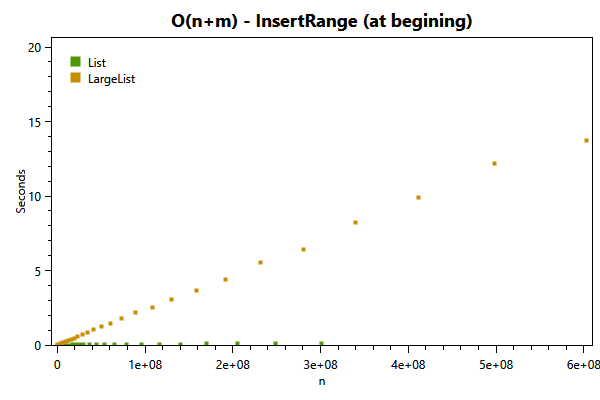 O(n+m) - InsertRange (at begining)
List
LargeList
20
15
10
5
0
Seconds
0 1e+08 2e+08 3e+08 4e+08 5e+08 6e+08
n